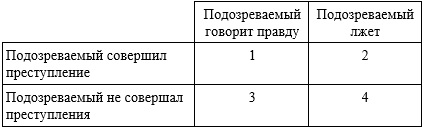 Подозреваемый Подозреваемый
говорит правду лжет
Подозреваемый совершил 1 2
преступление
Подозреваемый не совершал 3 4
преступления